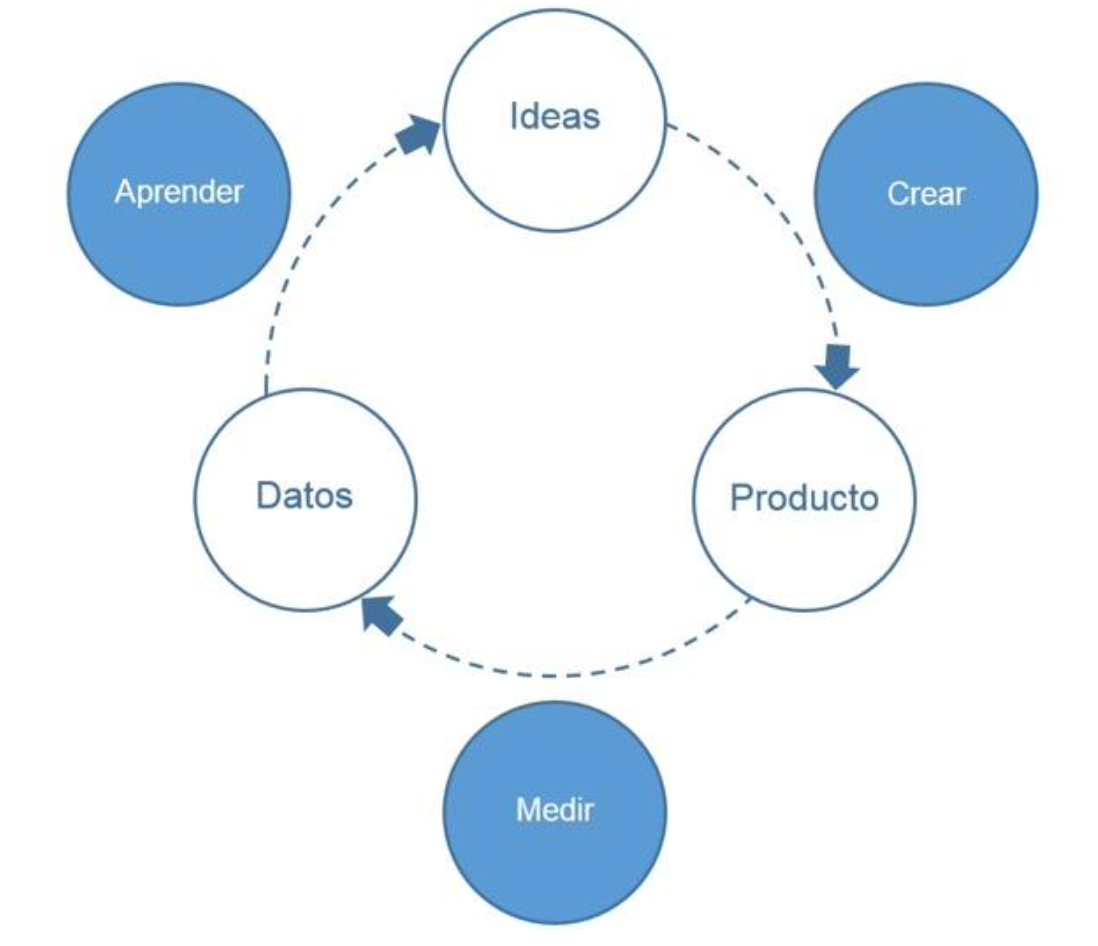 Ideas
Aprender
Crear
Datos
Producto
Medir